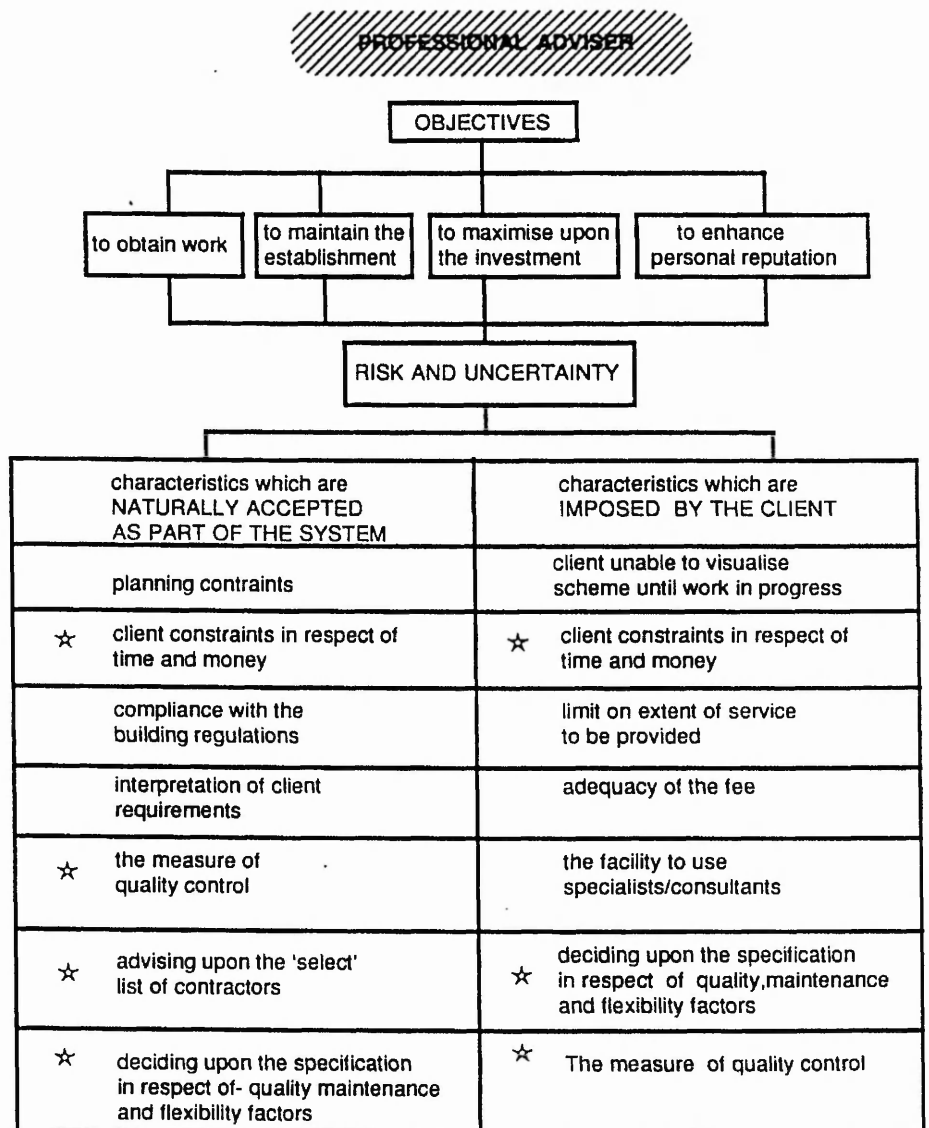 PROFESSIONAL ADVISER
OBJECTIVES
to obtain work
to maintain the
establishment
to maximise upon
the investment
to enhance
personal reputation
RISK AND UNCERTAINTY
characteristics which are
NATURALLY ACCEPTED
AS PART OF THE SYSTEM
characteristics which are
IMPOSED BY THE CLIENT
planning contraints
client unable to visualise
scheme until work in progress
☆ client constraints in respect of
time and money
☆ client constraints in respect of
time and money
compliance with the
building regulations
limit on extent of service
to be provided
interpretation of client
requirements
adequacy of the fee
☆ the measure of
quality control
the facility to use
specialists/consultants
☆ advising upon the 'select'
list of contractors
☆ deciding upon the specification
in respect of quality,maintenance
and flexibility factors
☆ deciding upon the specification
in respect of- quality maintenance
and flexibility factors
☆ The measure of quality control